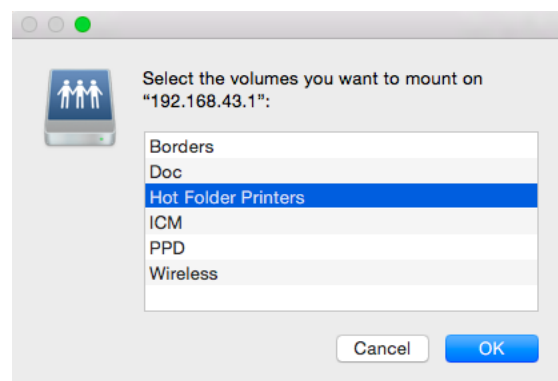 Select the volumes you want to mount on
“192.168.43.1”:
Borders
Doc
Hot Folder Printers
ICM
PPD
Wireless
Cancel
OK